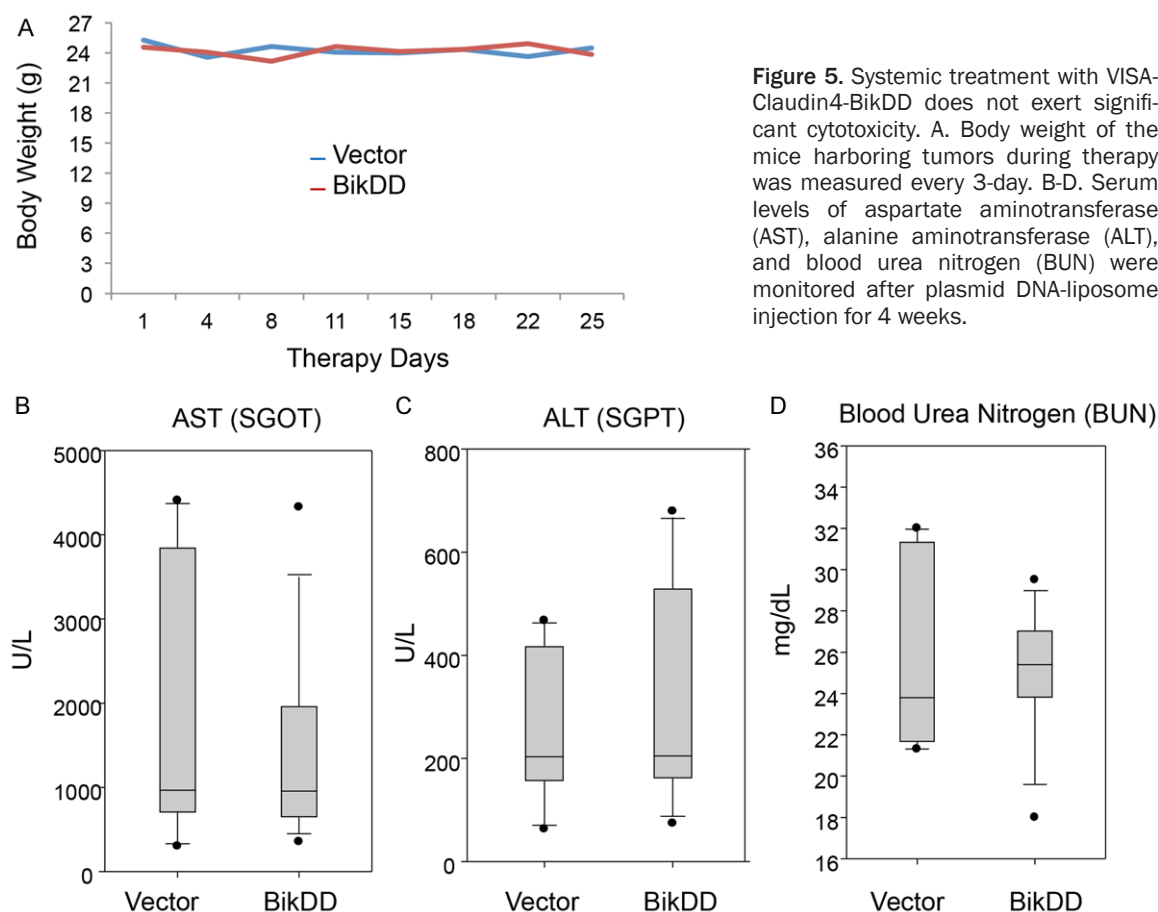 A
Body Weight (g)
27
24
21
18
15
12
9
6
3
0
Vector
BikDD
1 4 8 11 15 18 22 25
Therapy Days
Figure 5. Systemic treatment with VISA-
Claudin4-BikDD does not exert signifi-
cant cytotoxicity. A. Body weight of the
mice harboring tumors during therapy
was measured every 3-day. B-D. Serum
levels of aspartate aminotransferase
(AST), alanine aminotransferase (ALT),
and blood urea nitrogen (BUN) were
monitored after plasmid DNA-liposome
injection for 4 weeks.
B
AST (SGOT)
U/L
5000
4000
3000
2000
1000
0
Vector BikDD
C
ALT (SGPT)
U/L
800
600
400
200
0
Vector BikDD
D
Blood Urea Nitrogen (BUN)
mg/dL
36
34
32
30
28
26
24
22
20
18
16
Vector BikDD